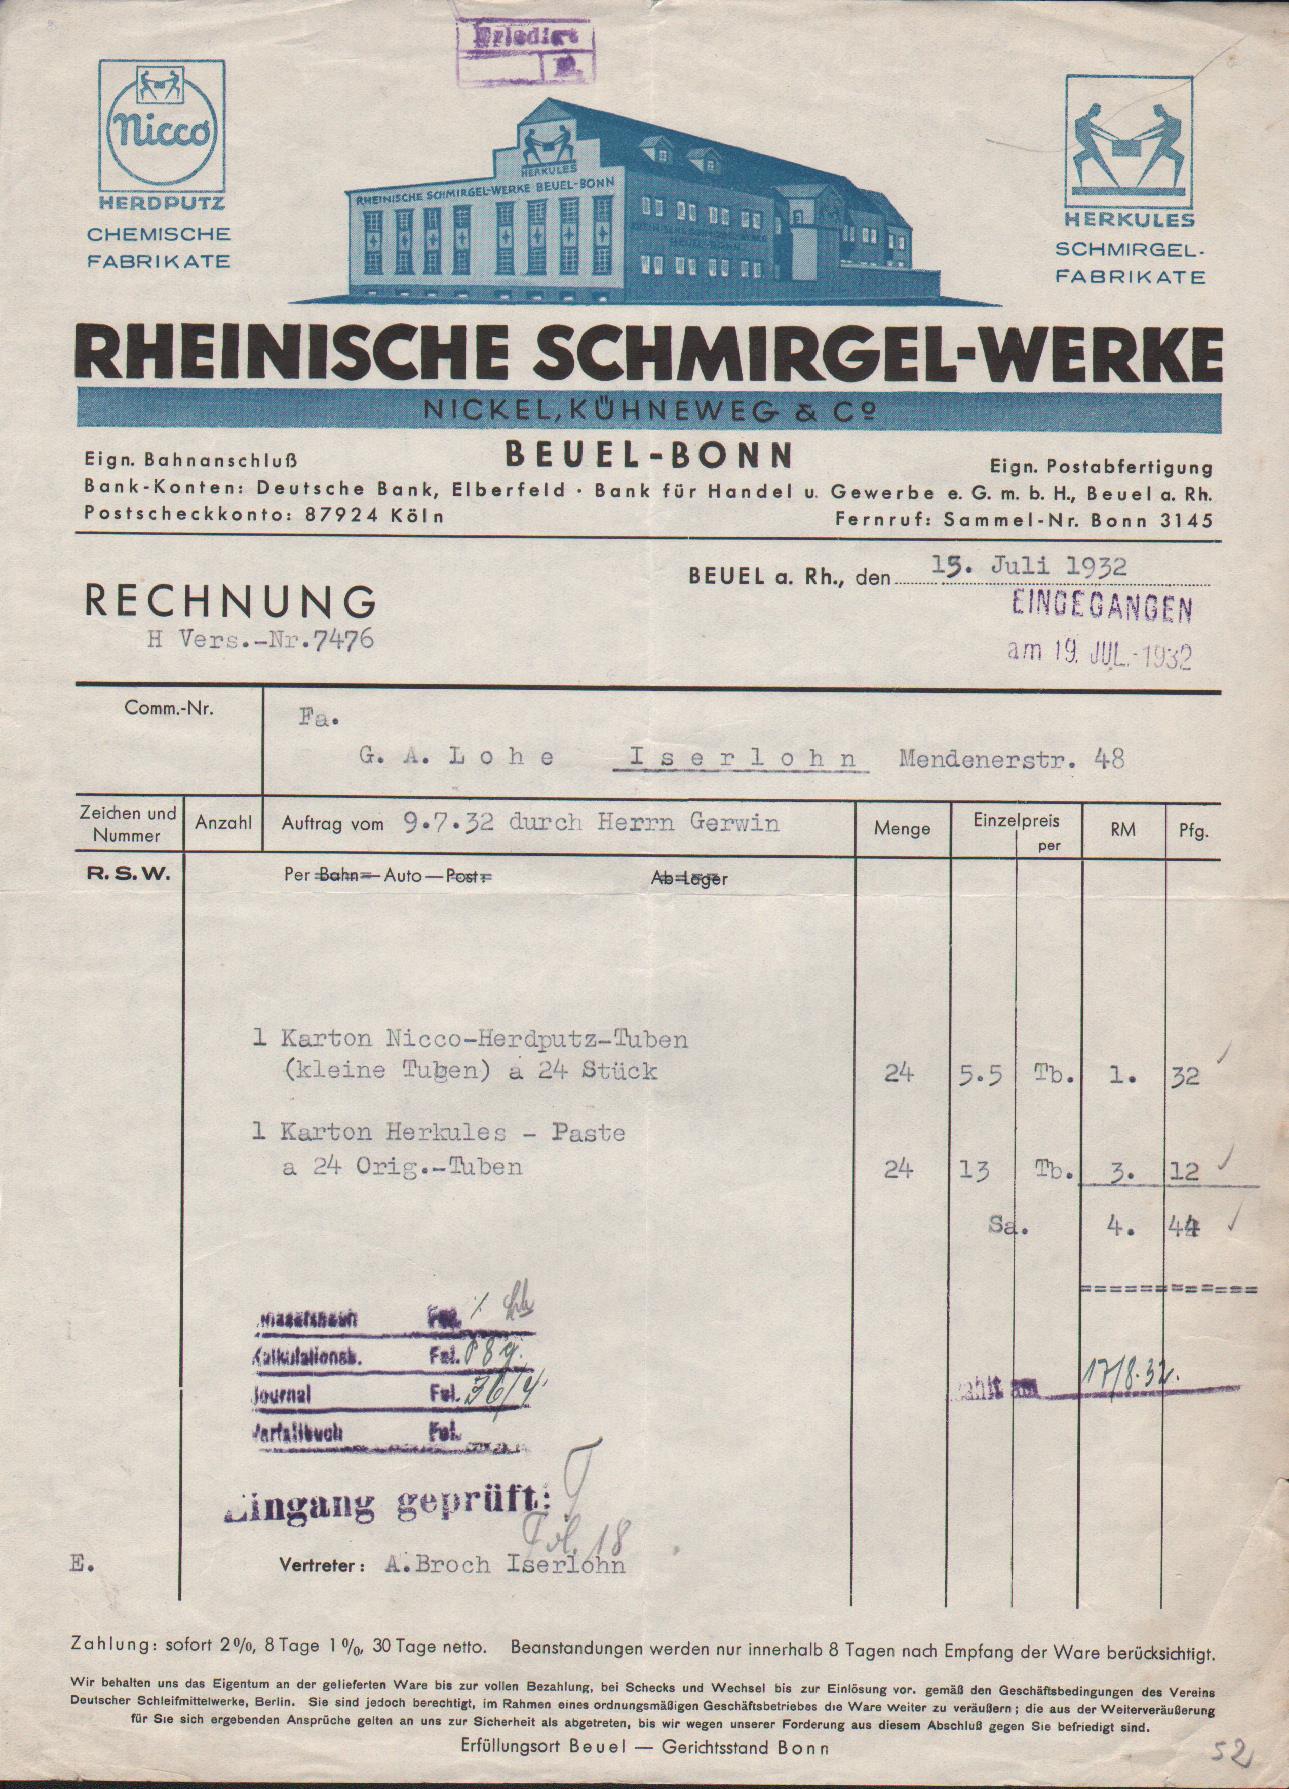 Erledigt
Nicco
HERDPUTZ
CHEMISCHE
FABRIKATE
HERKULES
RHEINISCHE SCHMIRGEL-WERKE BEUEL-BONN
HERKULES
SCHMIRGEL-
FABRIKATE
RHEINISCHE SCHMIRGEL-WERKE
NICKEL, KÜHNEWEG & Cº
BEUEL-BONN
Eign. Bahnanschluß
Eign. Postabfertigung
Bank-Konten: Deutsche Bank, Elberfeld · Bank für Handel u. Gewerbe e. G. m. b. H., Beuel a. Rh.
Postscheckkonto: 87924 Köln
Fernruf: Sammel-Nr. Bonn 3145
BEUEL a. Rh., den 15. Juli 1932
RECHNUNG
EINGEGANGEN
H Vers.-Nr.7476
am 19. JUL. 1932
Comm.-Nr.
Fa.
G. A. Lohe Iserlohn Mendenerstr. 48
Zeichen und Nummer
Anzahl
Auftrag vom 9.7.32 durch Herrn Gerwin
Menge
Einzelpreis
per
RM
Pfg.
R. S. W.
Per Bahn — Auto — Post:
Ab Lager
1 Karton Nicco-Herdputz-Tuben
(kleine Tuben) a 24 Stück 24 5.5 Tb. 1. 32
1 Karton Herkules - Paste
a 24 Orig.-Tuben 24 13 Tb. 3. 12
Sa. 4. 44
============
Fol.
Kalkulationsb. Fol.
Journal Fol. 36/4
Verfallbuch Fol.
zahlt am 17/8.32.
Eingang geprüft:
Fol. 18
E.
Vertreter: A.Broch Iserlohn
Zahlung: sofort 2%, 8 Tage 1%, 30 Tage netto. Beanstandungen werden nur innerhalb 8 Tagen nach Empfang der Ware berücksichtigt.
Wir behalten uns das Eigentum an der gelieferten Ware bis zur vollen Bezahlung, bei Schecks und Wechsel bis zur Einlösung vor. gemäß den Geschäftsbedingungen des Vereins
Deutscher Schleifmittelwerke, Berlin. Sie sind jedoch berechtigt, im Rahmen eines ordnungsmäßigen Geschäftsbetriebes die Ware Weiter zu veräußern; die aus der Weiterveräußerung
für Sie sich ergebenden Ansprüche gelten an uns zur Sicherheit als abgetreten, bis wir wegen unserer Forderung aus diesem Abschluß gegen Sie befriedigt sind.
Erfüllungsort Beuel — Gerichtsstand Bonn
52